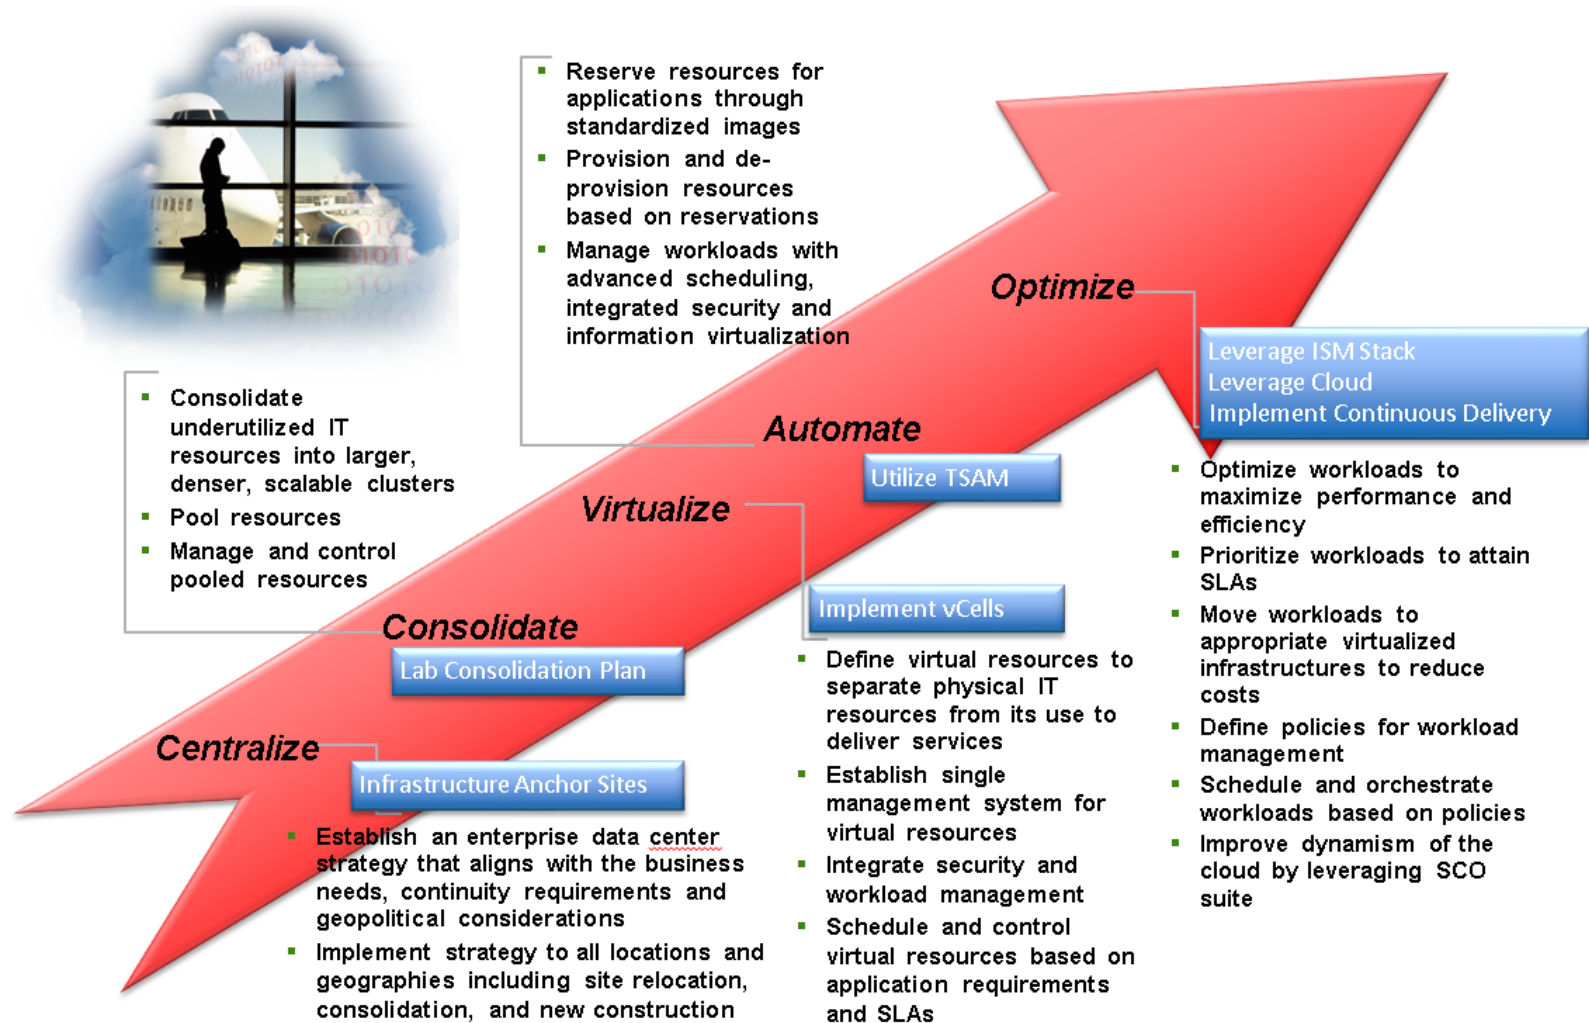 Reserve resources for
applications through
standardized images
Provision and de-
provision resources
based on reservations
Manage workloads with
advanced scheduling,
integrated security and
information virtualization
Consolidate
underutilized IT
resources into larger,
denser, scalable clusters
Pool resources
Manage and control
pooled resources
Optimize
Leverage ISM Stack
Leverage Cloud
Implement Continuous Delivery
Automate
Utilize TSAM
Virtualize
Implement vCells
Consolidate
Lab Consolidation Plan
Centralize
Infrastructure Anchor Sites
Establish an enterprise data center
strategy that aligns with the business
needs, continuity requirements and
geopolitical considerations
Implement strategy to all locations and
geographies including site relocation,
consolidation, and new construction
Define virtual resources to
separate physical IT
resources from its use to
deliver services
Establish single
management system for
virtual resources
Integrate security and
workload management
Schedule and control
virtual resources based on
application requirements
and SLAs
Optimize workloads to
maximize performance and
efficiency
Prioritize workloads to attain
SLAs
Move workloads to
appropriate virtualized
infrastructures to reduce
costs
Define policies for workload
management
Schedule and orchestrate
workloads based on policies
Improve dynamism of the
cloud by leveraging SCO
suite